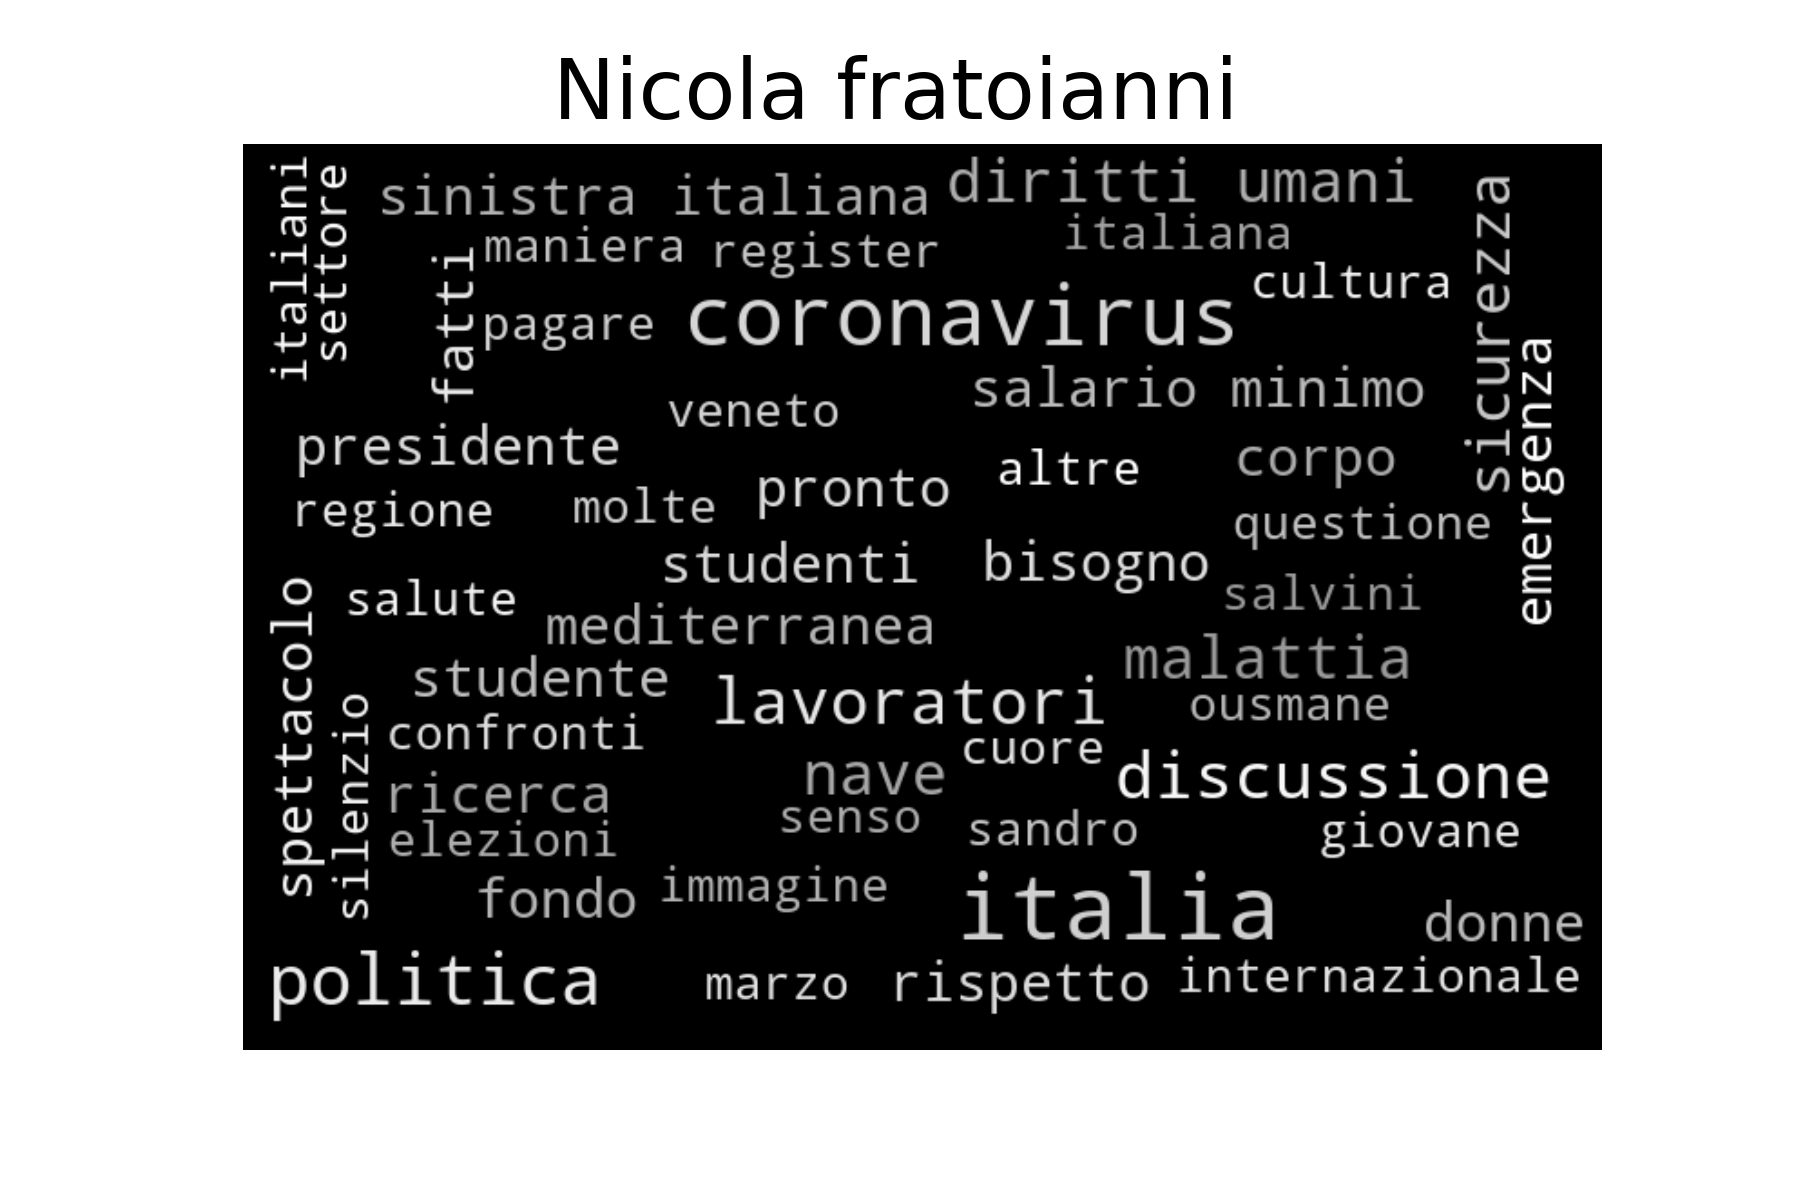 Nicola fratoianni
italiani
settore
sinistra italiana
diritti umani
italiana
maniera
register
fatti
cultura
sicurezza
pagare
coronavirus
emergenza
salario minimo
veneto
presidente
altre
corpo
pronto
regione
molte
questione
studenti
bisogno
salvini
salute
mediterranea
spettacolo
malattia
studente
lavoratori
ousmane
silenzio
confronti
cuore
nave
discussione
ricerca
senso
sandro
giovane
elezioni
fondo
immagine
italia
donne
politica
marzo
rispetto
internazionale